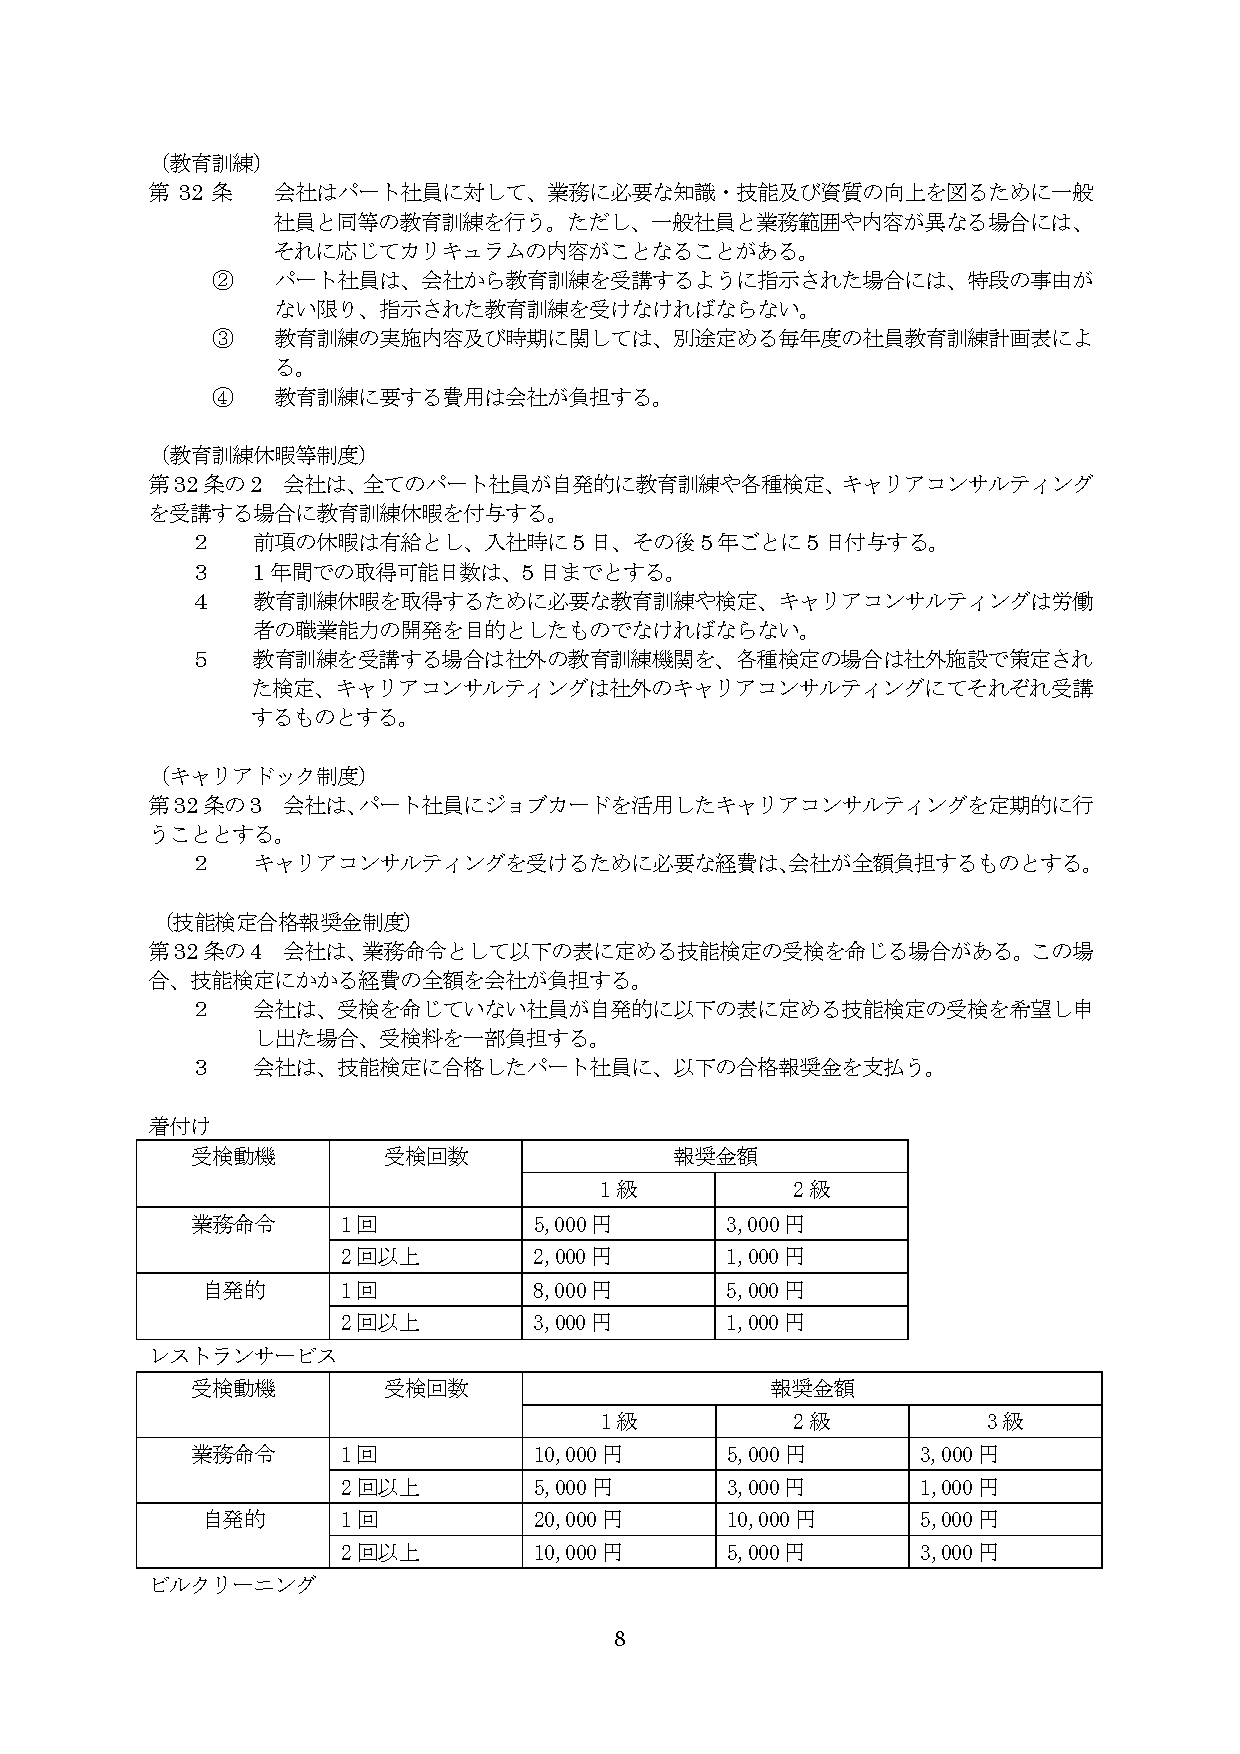 （教育訓練）
第 32 条　会社はパート社員に対して、業務に必要な知識・技能及び資質の向上を図るために一般
社員と同等の教育訓練を行う。ただし、一般社員と業務範囲や内容が異なる場合には、
それに応じてカリキュラムの内容がことなることがある。
②　パート社員は、会社から教育訓練を受講するように指示された場合には、特段の事由が
ない限り、指示された教育訓練を受けなければならない。
③　教育訓練の実施内容及び時期に関しては、別途定める毎年度の社員教育訓練計画表によ
る。
④　教育訓練に要する費用は会社が負担する。
（教育訓練休暇等制度）
第32条の2　会社は、全てのパート社員が自発的に教育訓練や各種検定、キャリアコンサルティング
を受講する場合に教育訓練休暇を付与する。
２　前項の休暇は有給とし、入社時に5日、その後5年ごとに5日付与する。
３　1年間での取得可能日数は、5日までとする。
４　教育訓練休暇を取得するために必要な教育訓練や検定、キャリアコンサルティングは労働
者の職業能力の開発を目的としたものでなければならない。
５　教育訓練を受講する場合は社外の教育訓練機関を、各種検定の場合は社外施設で策定され
た検定、キャリアコンサルティングは社外のキャリアコンサルティングにてそれぞれ受講
するものとする。
（キャリアドック制度）
第32条の3　会社は、パート社員にジョブカードを活用したキャリアコンサルティングを定期的に行
うこととする。
２　キャリアコンサルティングを受けるために必要な経費は、会社が全額負担するものとする。
（技能検定合格報奨金制度）
第32条の4　会社は、業務命令として以下の表に定める技能検定の受検を命じる場合がある。この場
合、技能検定にかかる経費の全額を会社が負担する。
２　会社は、受検を命じていない社員が自発的に以下の表に定める技能検定の受検を希望し申
し出た場合、受検料を一部負担する。
３　会社は、技能検定に合格したパート社員に、以下の合格報奨金を支払う。
着付け
受検動機　受検回数　報奨金額
1級　2級
業務命令　1回　5,000円　3,000円
2回以上　2,000円　1,000円
自発的　1回　8,000円　5,000円
2回以上　3,000円　1,000円
レストランサービス
受検動機　受検回数　報奨金額
1級　2級　3級
業務命令　1回　10,000円　5,000円　3,000円
2回以上　5,000円　3,000円　1,000円
自発的　1回　20,000円　10,000円　5,000円
2回以上　10,000円　5,000円　3,000円
ビルクリーニング
8